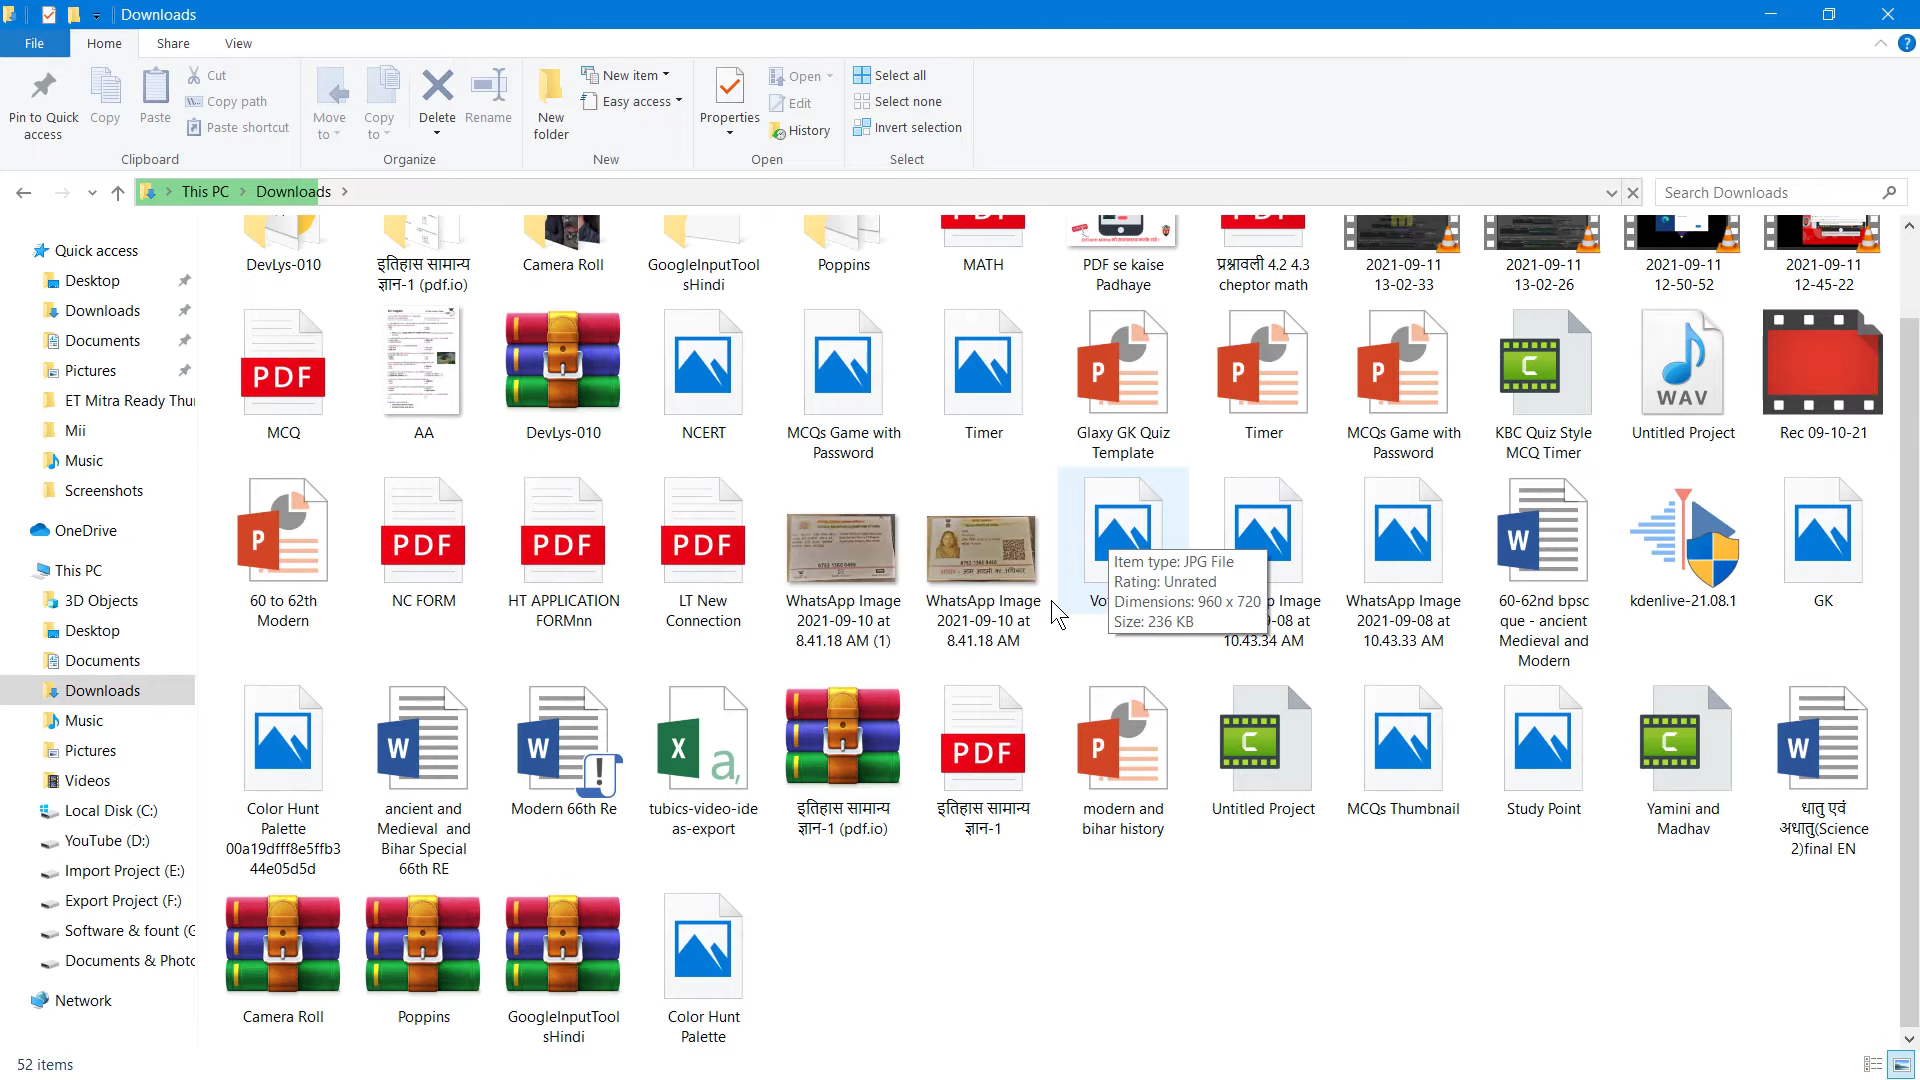 Downloads
File Home Share View
Pin to Quick access
Copy
Paste
Cut
Copy path
Paste shortcut
Clipboard
Move to
Copy to
Delete
Rename
Organize
New folder
New item
Easy access
New
Properties
Open
Edit
History
Open
Select all
Select none
Invert selection
Select
This PC Downloads
Search Downloads
Quick access
Desktop
Downloads
Documents
Pictures
ET Mitra Ready Thu
Mii
Music
Screenshots
OneDrive
This PC
3D Objects
Desktop
Documents
Downloads
Music
Pictures
Videos
Local Disk (C:)
YouTube (D:)
Import Project (E:)
Export Project (F:)
Software & fount (G
Documents & Photo
Network
DevLys-010
इतिहास सामान्य
ज्ञान-1 (pdf.io)
Camera Roll
GoogleInputTool
sHindi
Poppins
MATH
PDF se kaise
Padhaye
प्रश्नावली 4.2 4.3
cheptor math
2021-09-11
13-02-33
2021-09-11
13-02-26
2021-09-11
12-50-52
2021-09-11
12-45-22
PDF
MCQ
AA
DevLys-010
NCERT
MCQs Game with
Password
Timer
P
Glaxy GK Quiz
Template
P
Timer
P
MCQs Game with
Password
C
KBC Quiz Style
MCQ Timer
WAV
Untitled Project
Rec 09-10-21
P
60 to 62th
Modern
PDF
NC FORM
PDF
HT APPLICATION
FORMnn
PDF
LT New
Connection
WhatsApp Image
2021-09-10 at
8.41.18 AM (1)
WhatsApp Image
2021-09-10 at
8.41.18 AM
Vo
Item type: JPG File
Rating: Unrated
Dimensions: 960 x 720
Size: 236 KB
p Image
-09-08 at
10.43.34 AM
WhatsApp Image
2021-09-08 at
10.43.33 AM
W
60-62nd bpsc
que - ancient
Medieval and
Modern
kdenlive-21.08.1
GK
Color Hunt
Palette
00a19dfff8e5ffb3
44e05d5d
W
ancient and
Medieval and
Bihar Special
66th RE
W
Modern 66th Re
X a,
tubics-video-ide
as-export
इतिहास सामान्य
ज्ञान-1 (pdf.io)
PDF
इतिहास सामान्य
ज्ञान-1
P
modern and
bihar history
C
Untitled Project
MCQs Thumbnail
Study Point
C
Yamini and
Madhav
W
धातु एवं
अधातु(Science
2)final EN
Camera Roll
Poppins
GoogleInputTool
sHindi
Color Hunt
Palette
52 items